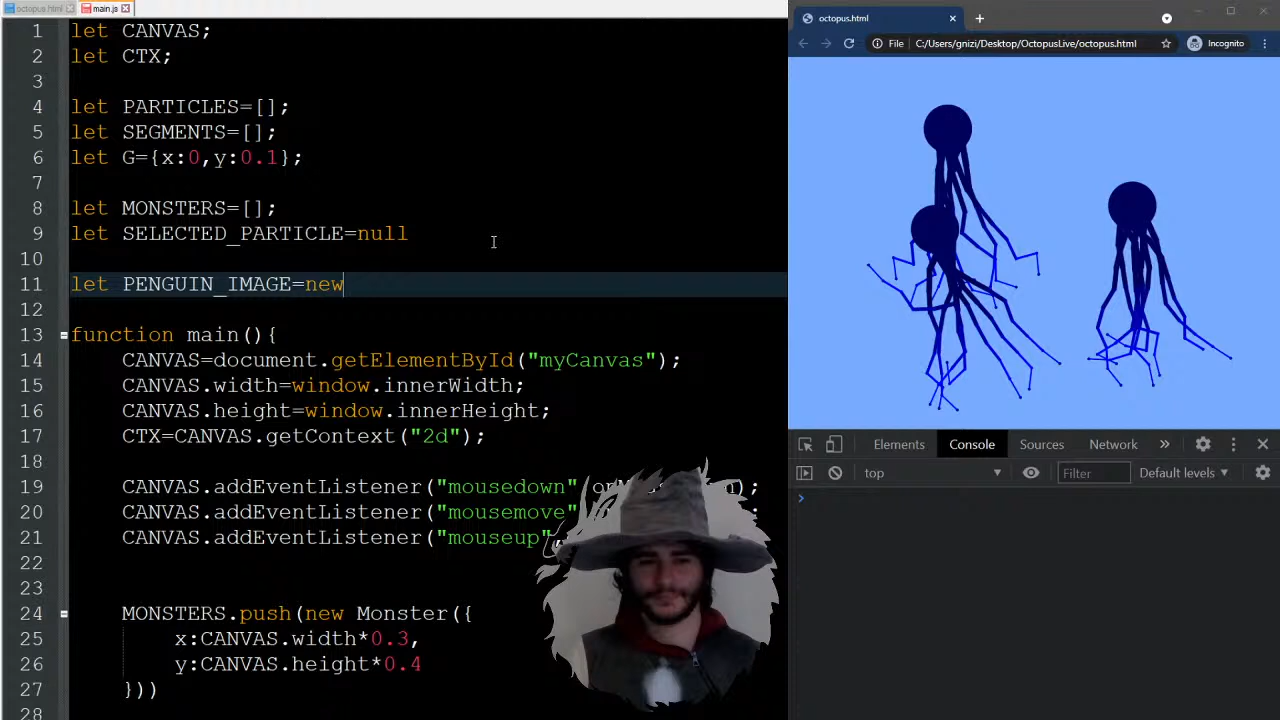 octopus.html
main.js
1 let CANVAS;
2 let CTX;
3
4 let PARTICLES=[];
5 let SEGMENTS=[];
6 let G={x:0,y:0.1};
7
8 let MONSTERS=[];
9 let SELECTED_PARTICLE=null
10
11 let PENGUIN_IMAGE=new
12
13 function main(){
14 CANVAS=document.getElementById("myCanvas");
15 CANVAS.width=window.innerWidth;
16 CANVAS.height=window.innerHeight;
17 CTX=CANVAS.getContext("2d");
18
19 CANVAS.addEventListener("mousedown"
20 CANVAS.addEventListener("mousemove"
21 CANVAS.addEventListener("mouseup",
22
23
24 MONSTERS.push(new Monster({
25 x:CANVAS.width*0.3,
26 y:CANVAS.height*0.4
27 }))
28
octopus.html
File C:/Users/gnizi/Desktop/OctopusLive/octopus.html Incognito
Elements Console Sources Network
top Filter Default levels